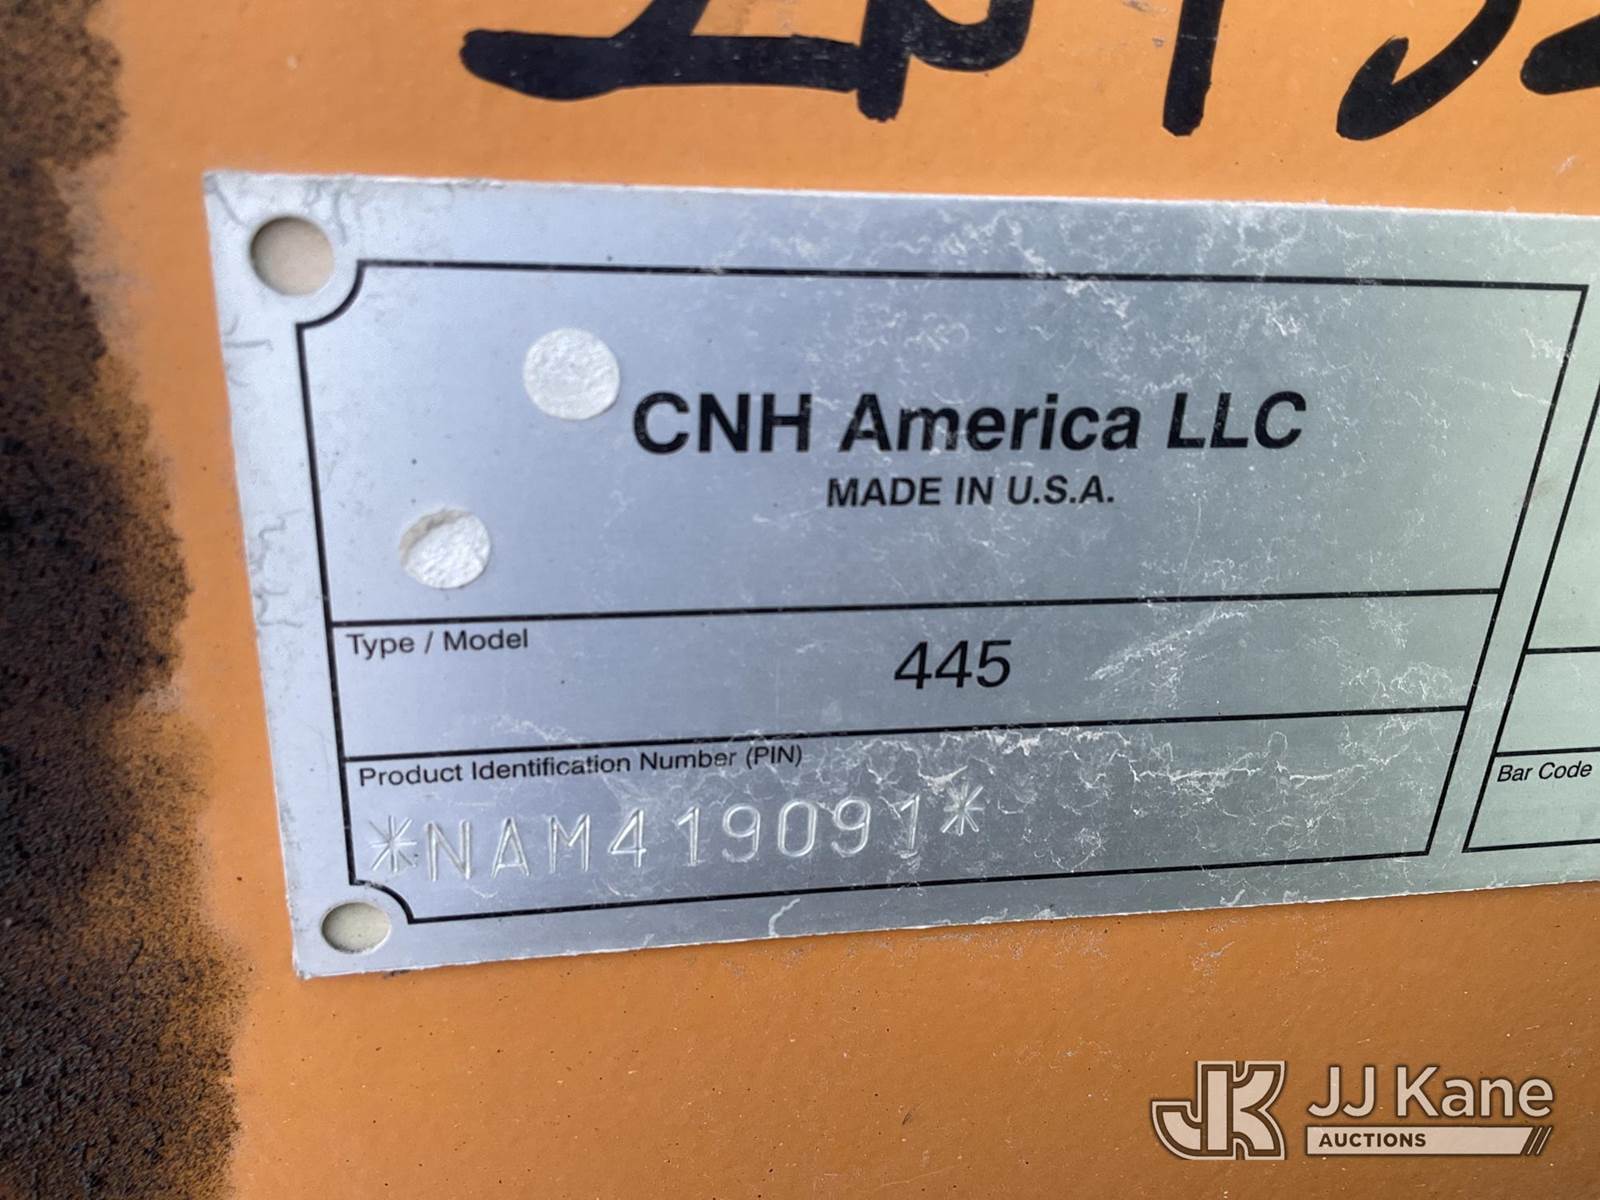 CNH America LLC
MADE IN U.S.A.
Type / Model
445
Product Identification Number (PIN)
*NAM419091*
Bar Code
JJ Kane
AUCTIONS